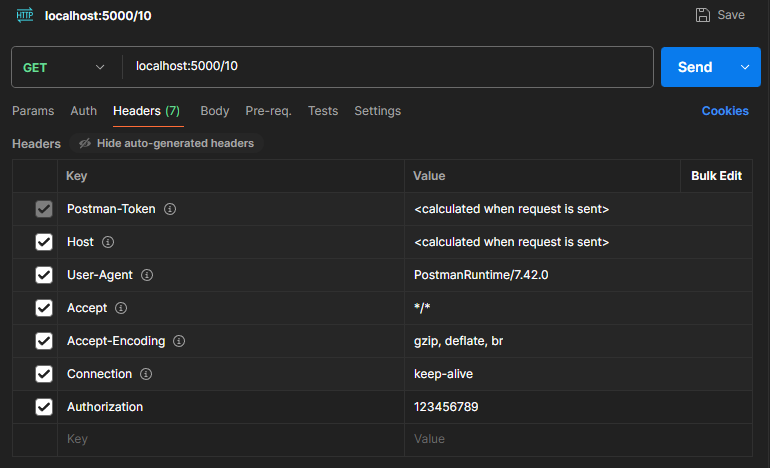 HTTP localhost:5000/10 Save
GET localhost:5000/10 Send
Params Auth Headers (7) Body Pre-req. Tests Settings Cookies
Headers Hide auto-generated headers
Key Value Bulk Edit
Postman-Token <calculated when request is sent>
Host <calculated when request is sent>
User-Agent PostmanRuntime/7.42.0
Accept */*
Accept-Encoding gzip, deflate, br
Connection keep-alive
Authorization 123456789
Key Value